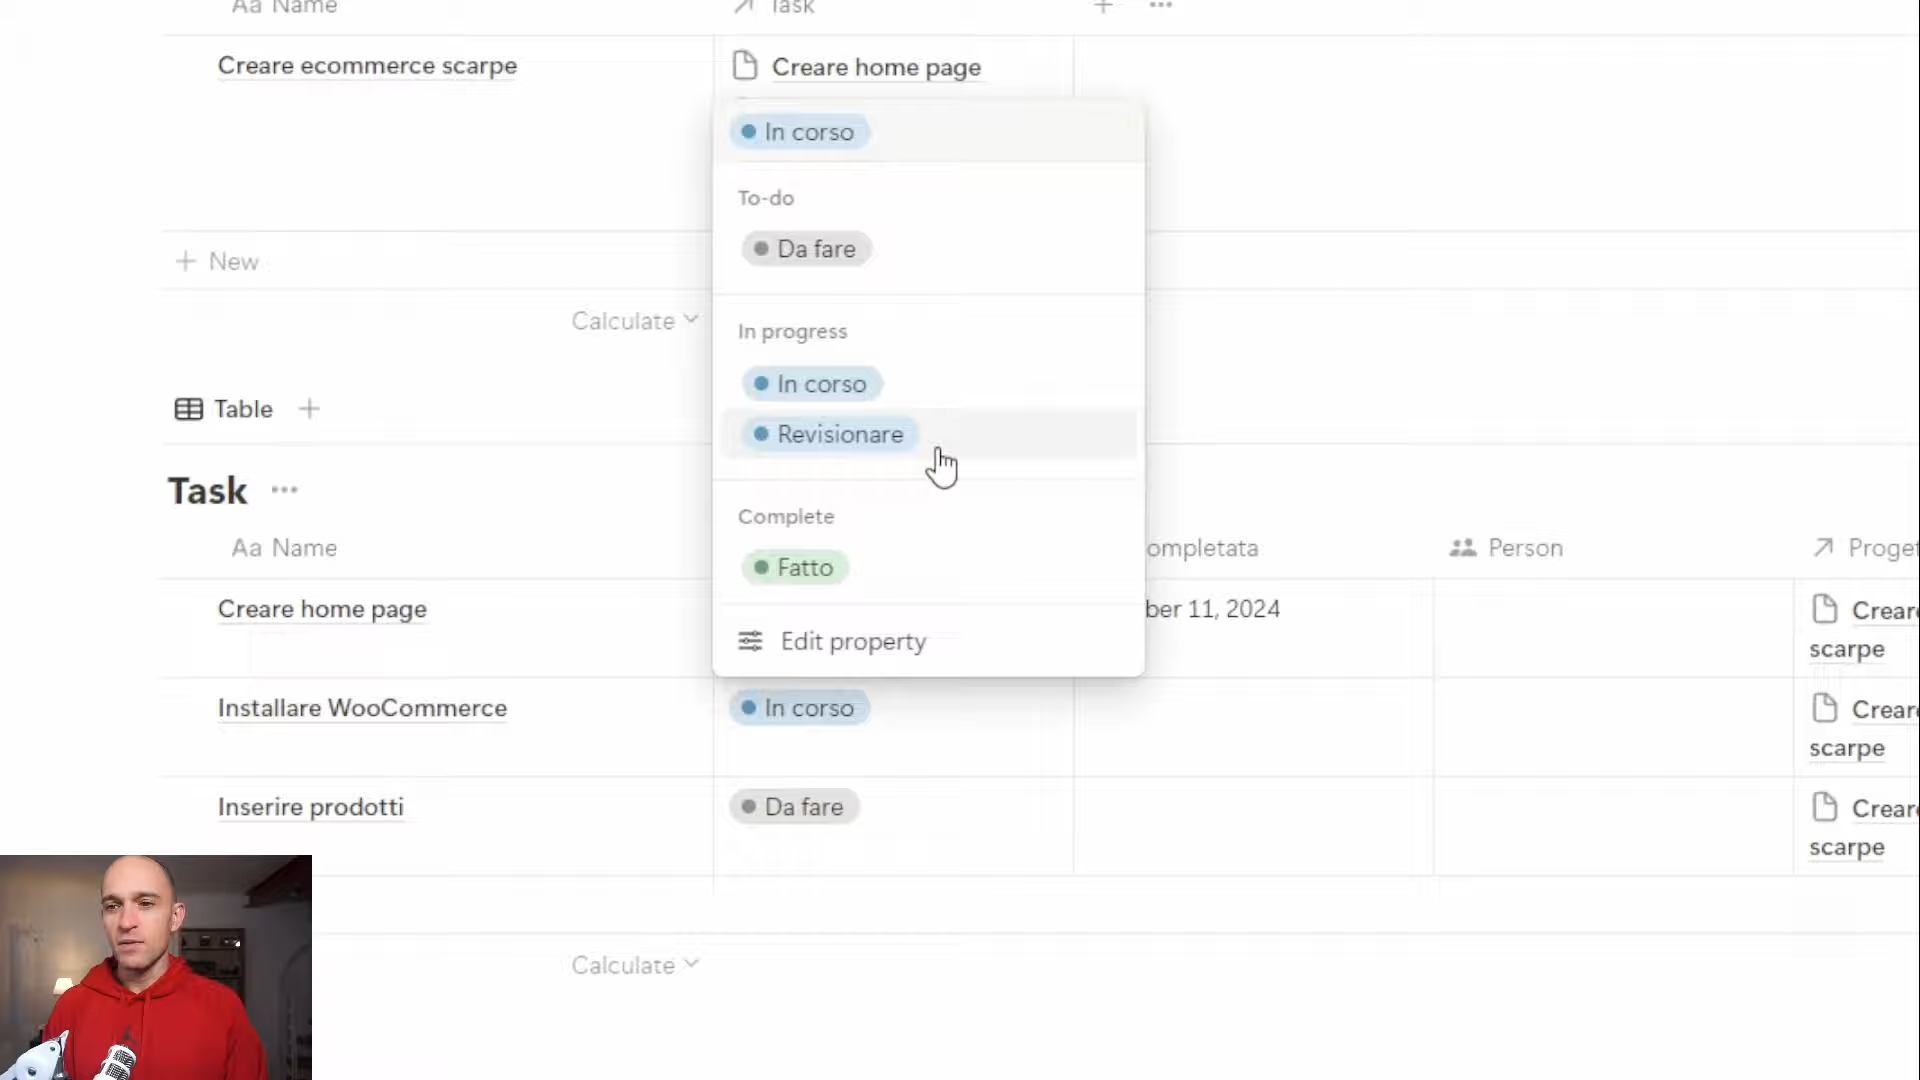 Aa Name
Task
Creare ecommerce scarpe
Creare home page
In corso
To-do
Da fare
New
Calculate
In progress
In corso
Revisionare
Table
Task
Complete
Fatto
Edit property
Aa Name
ompletata
Person
Proget
Creare home page
ber 11, 2024
Crear
scarpe
Installare WooCommerce
In corso
Crear
scarpe
Inserire prodotti
Da fare
Crear
scarpe
Calculate